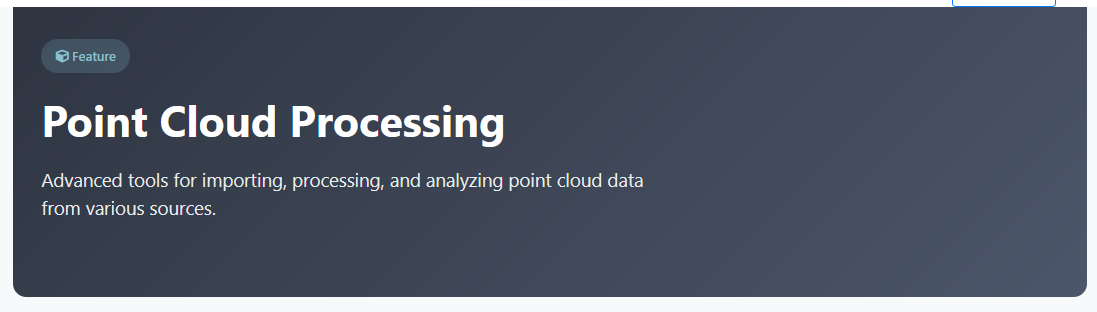 Feature
Point Cloud Processing
Advanced tools for importing, processing, and analyzing point cloud data
from various sources.